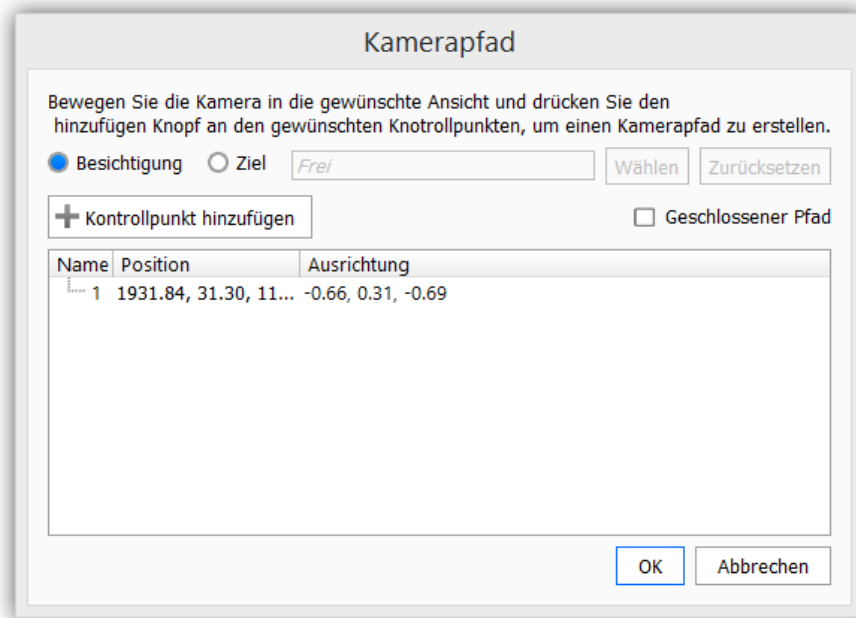 Kamerapfad
Bewegen Sie die Kamera in die gewünschte Ansicht und drücken Sie den
hinzufügen Knopf an den gewünschten Knotrollpunkten, um einen Kamerapfad zu erstellen.
Besichtigung Ziel Frei Wählen Zurücksetzen
Kontrollpunkt hinzufügen Geschlossener Pfad
Name Position Ausrichtung
1 1931.84, 31.30, 11... -0.66, 0.31, -0.69
OK Abbrechen